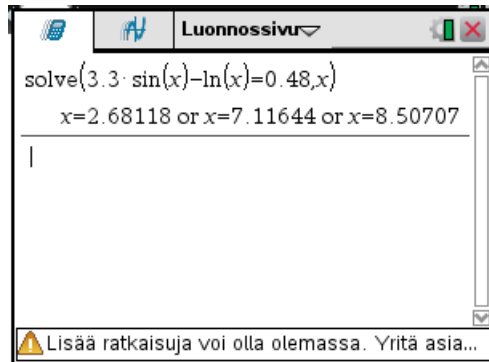 Luonnossivu
solve(3.3·sin(x)−ln(x)=0.48,x)
x=2.68118 or x=7.11644 or x=8.50707
Lisää ratkaisuja voi olla olemassa. Yritä asia...